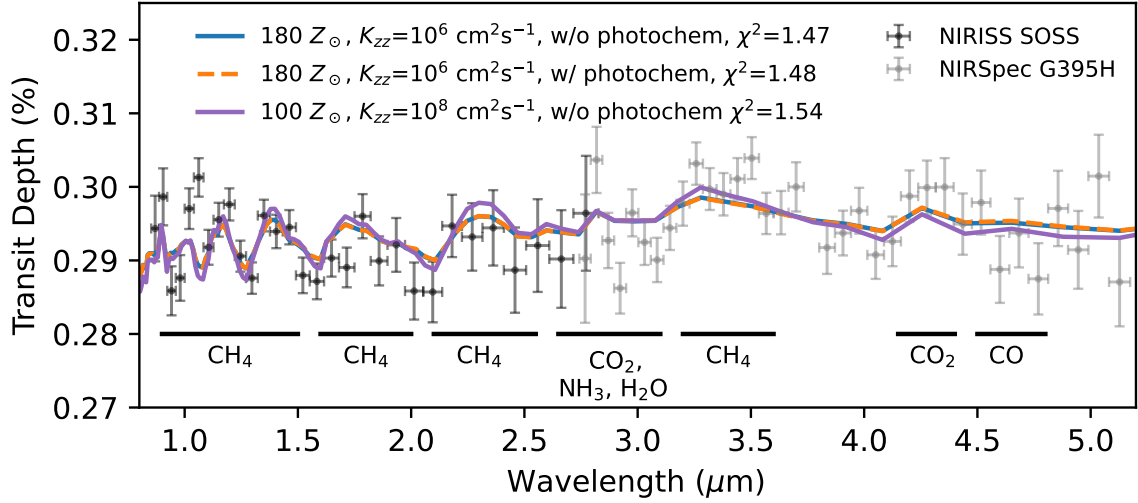 180 Z☉, Kzz=10⁶ cm²s⁻¹, w/o photochem, χ²=1.47
180 Z☉, Kzz=10⁶ cm²s⁻¹, w/ photochem, χ²=1.48
100 Z☉, Kzz=10⁸ cm²s⁻¹, w/o photochem χ²=1.54
NIRISS SOSS
NIRSpec G395H
Transit Depth (%)
0.32
0.31
0.30
0.29
0.28
0.27
CH₄
CH₄
CH₄
CO₂,
NH₃, H₂O
CH₄
CO₂
CO
1.0 1.5 2.0 2.5 3.0 3.5 4.0 4.5 5.0
Wavelength (μm)